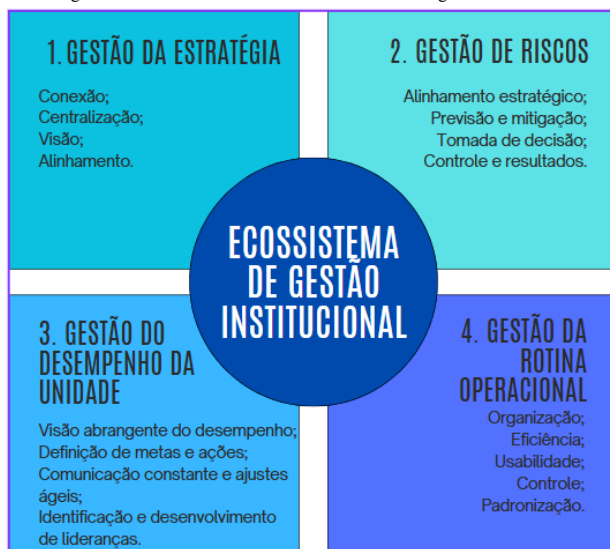 1. GESTÃO DA ESTRATÉGIA
Conexão;
Centralização;
Visão;
Alinhamento.
2. GESTÃO DE RISCOS
Alinhamento estratégico;
Previsão e mitigação;
Tomada de decisão;
Controle e resultados.
ECOSSISTEMA
DE GESTÃO
INSTITUCIONAL
3. GESTÃO DO
DESEMPENHO DA
UNIDADE
Visão abrangente do desempenho;
Definição de metas e ações;
Comunicação constante e ajustes
ágeis;
Identificação e desenvolvimento
de lideranças.
4. GESTÃO DA
ROTINA
OPERACIONAL
Organização;
Eficiência;
Usabilidade;
Controle;
Padronização.